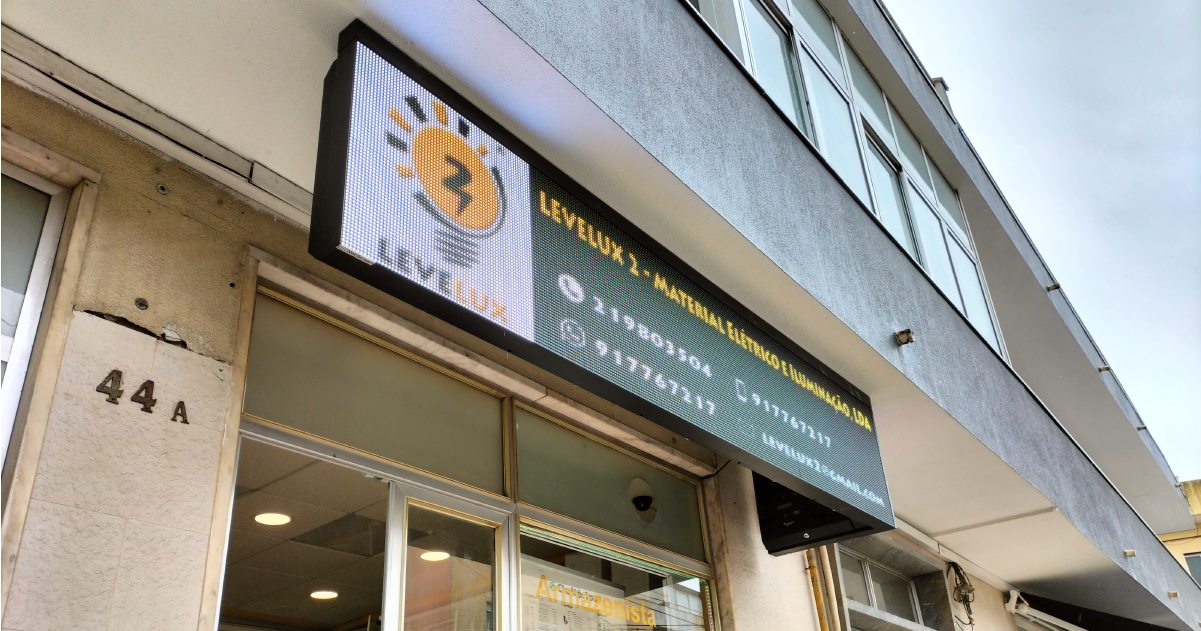 LEVELUX
LEVELUX 2 - MATERIAL ELÉTRICO E ILUMINAÇÃO, LDA
219803504
917767217
917767217
LEVELUX2@GMAIL.COM
44 A
Armazenista